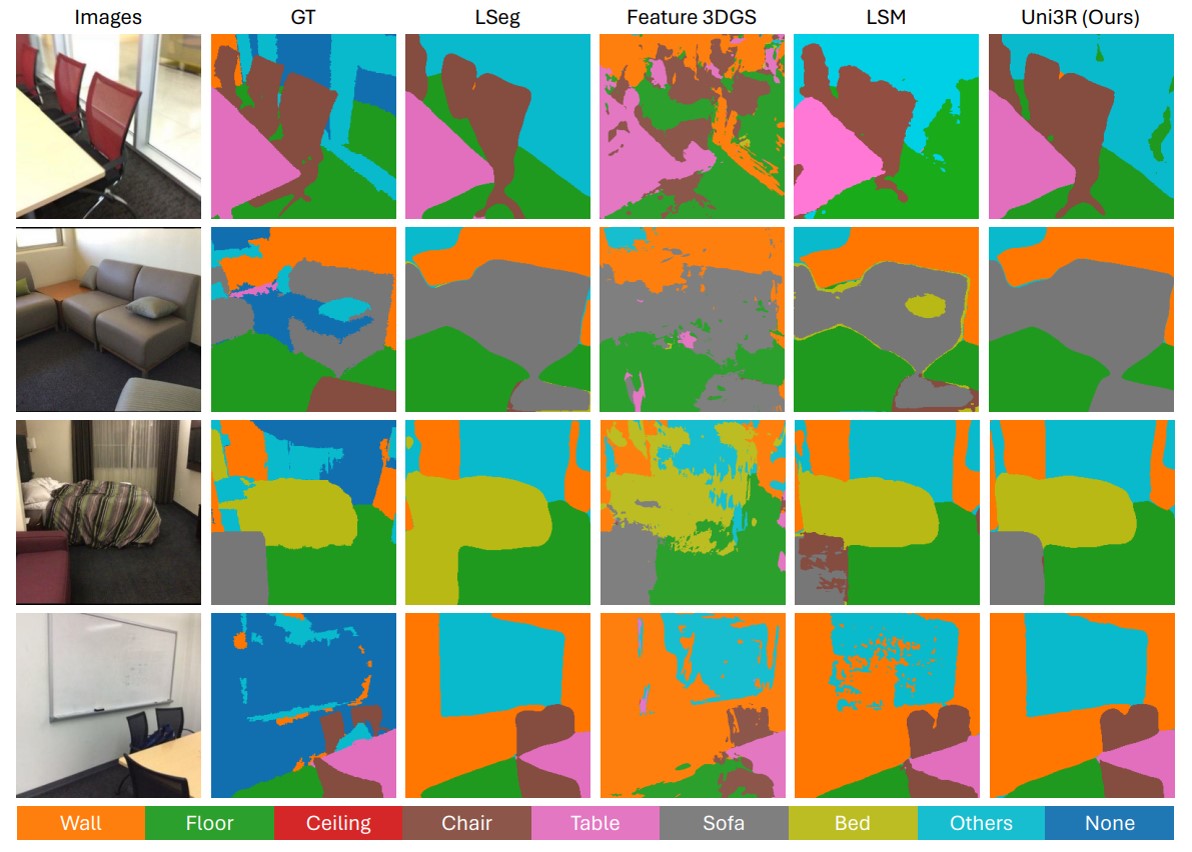 Images GT LSeg Feature 3DGS LSM Uni3R (Ours)
Wall Floor Ceiling Chair Table Sofa Bed Others None